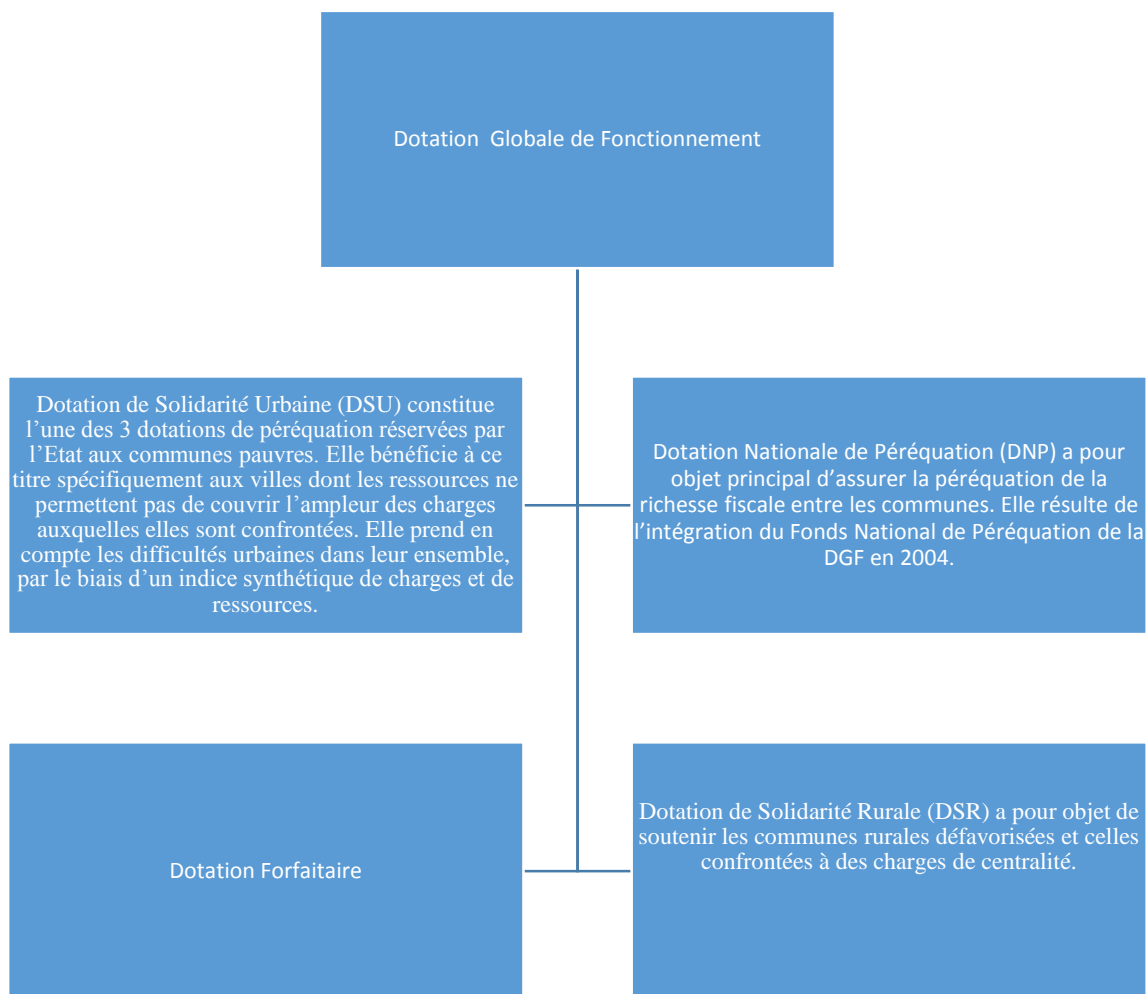 Dotation Globale de Fonctionnement
Dotation de Solidarité Urbaine (DSU) constitue
l'une des 3 dotations de péréquation réservées par
l'Etat aux communes pauvres. Elle bénéficie à ce
titre spécifiquement aux villes dont les ressources ne
permettent pas de couvrir l'ampleur des charges
auxquelles elles sont confrontées. Elle prend en
compte les difficultés urbaines dans leur ensemble,
par le biais d'un indice synthétique de charges et de
ressources.
Dotation Nationale de Péréquation (DNP) a pour
objet principal d'assurer la péréquation de la
richesse fiscale entre les communes. Elle résulte de
l'intégration du Fonds National de Péréquation de la
DGF en 2004.
Dotation Forfaitaire
Dotation de Solidarité Rurale (DSR) a pour objet de
soutenir les communes rurales défavorisées et celles
confrontées à des charges de centralité.